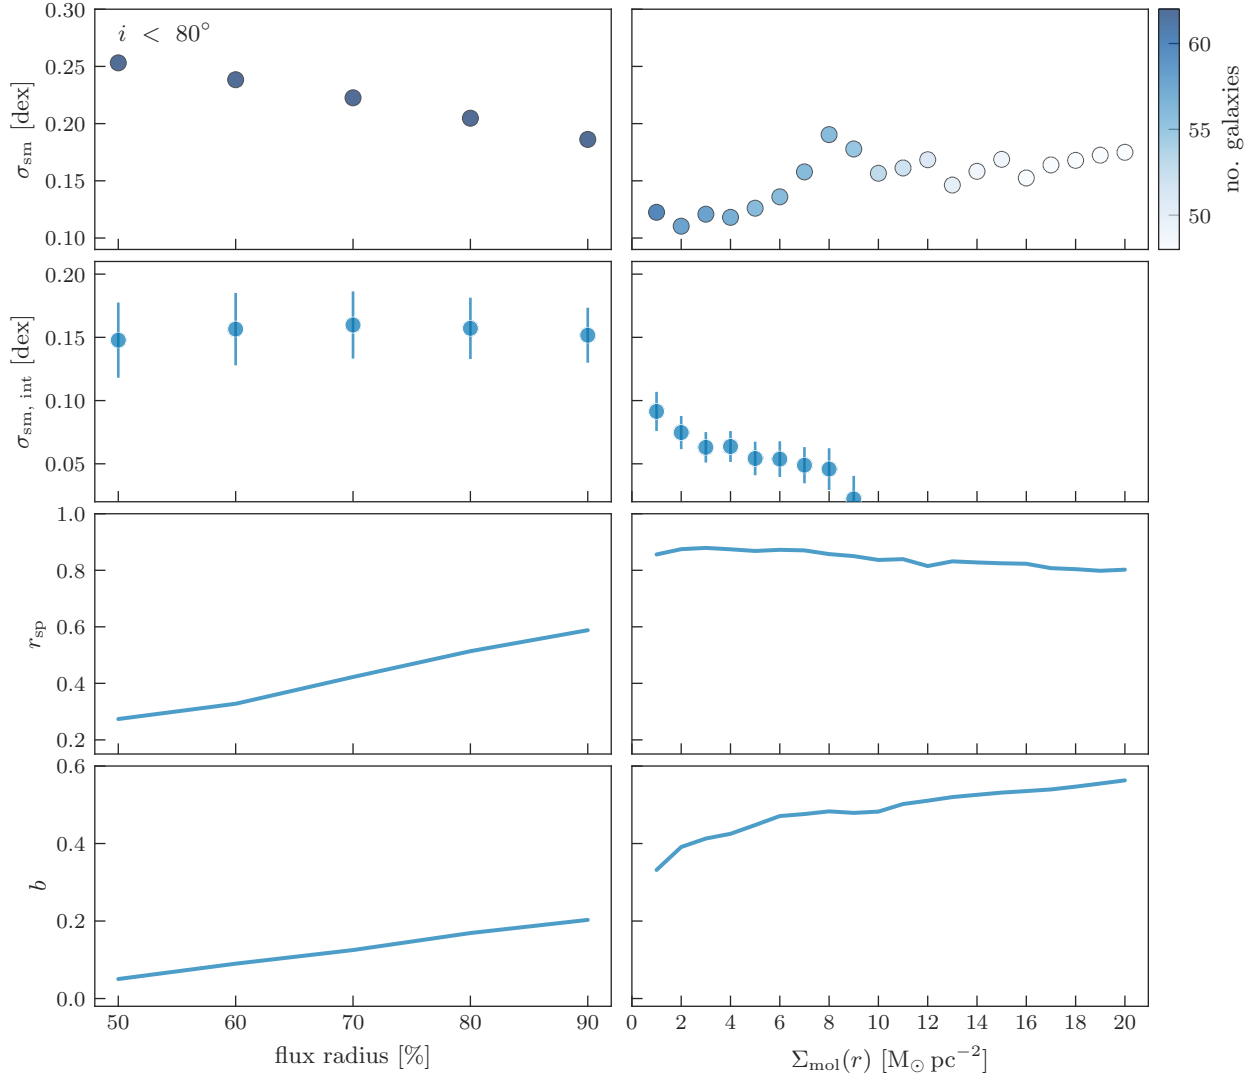 i < 80°
0.30
0.25
0.20
0.15
0.10
σsm [dex]
60
55
50
no. galaxies
0.20
0.15
0.10
0.05
σsm, int [dex]
1.0
0.8
0.6
0.4
0.2
rsp
0.6
0.4
0.2
0.0
b
50 60 70 80 90
flux radius [%]
0 2 4 6 8 10 12 14 16 18 20
Σmol(r) [M⊙ pc−2]